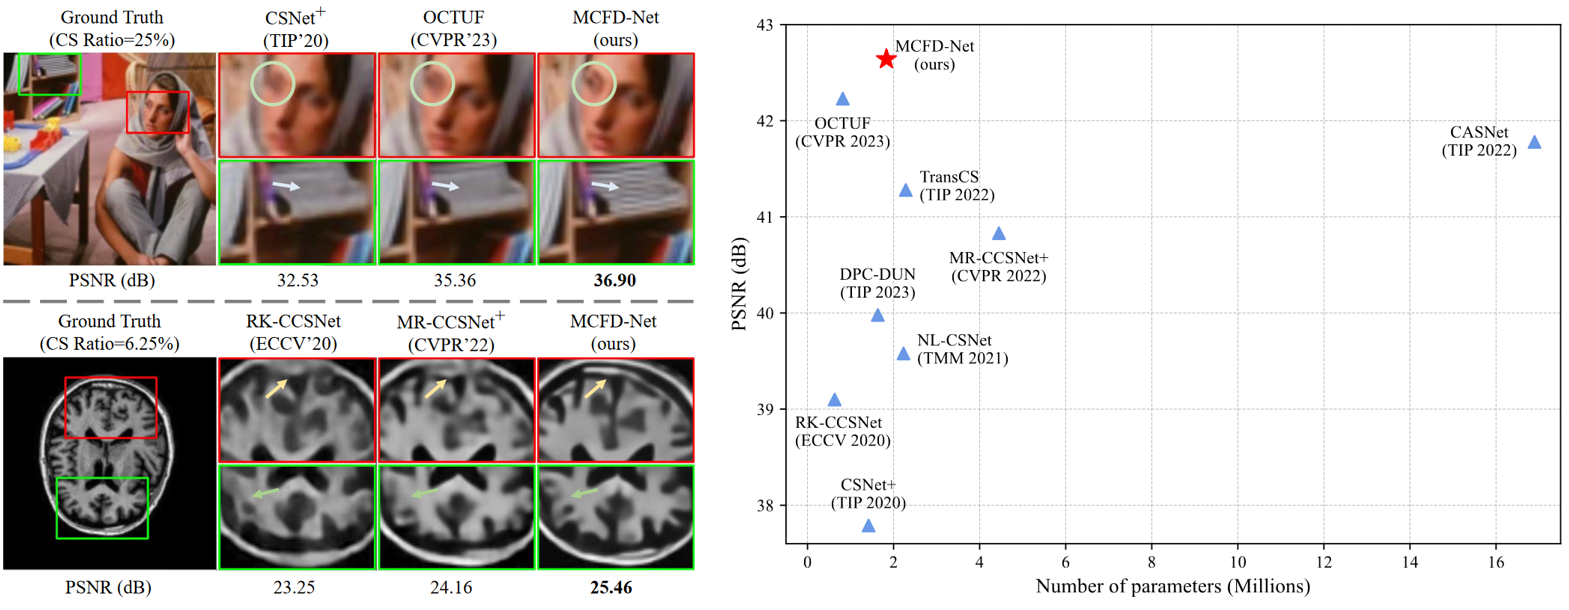 Ground Truth
(CS Ratio=25%)
CSNet+
(TIP'20)
OCTUF
(CVPR'23)
MCFD-Net
(ours)
PSNR (dB)
32.53
35.36
36.90
Ground Truth
(CS Ratio=6.25%)
RK-CCSNet
(ECCV'20)
MR-CCSNet+
(CVPR'22)
MCFD-Net
(ours)
PSNR (dB)
23.25
24.16
25.46
PSNR (dB)
43
42
41
40
39
38
MCFD-Net
(ours)
OCTUF
(CVPR 2023)
CASNet
(TIP 2022)
TransCS
(TIP 2022)
MR-CCSNet+
(CVPR 2022)
DPC-DUN
(TIP 2023)
NL-CSNet
(TMM 2021)
RK-CCSNet
(ECCV 2020)
CSNet+
(TIP 2020)
0
2
4
6
8
10
12
14
16
Number of parameters (Millions)